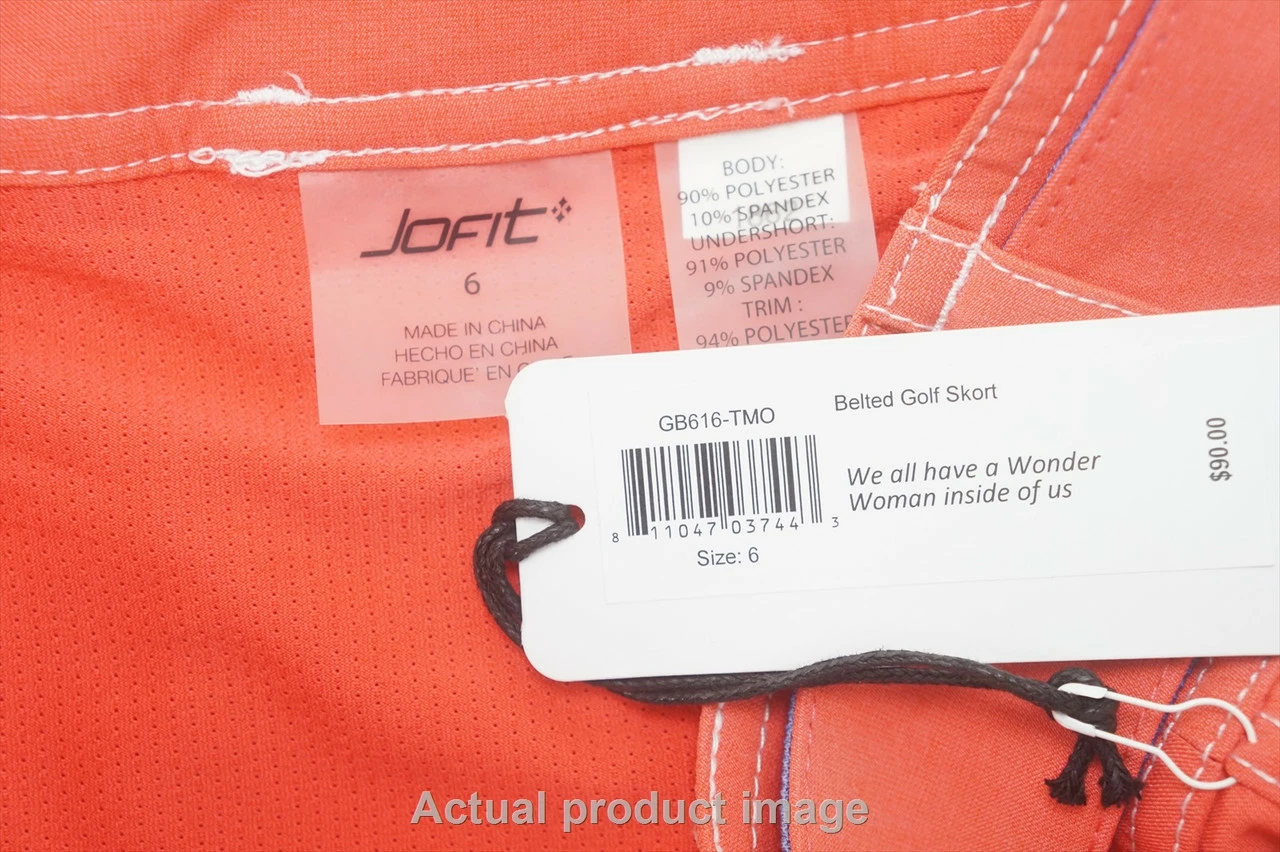 JOFIT
6
MADE IN CHINA
HECHO EN CHINA
FABRIQUE' EN
BODY:
90% POLYESTER
10% SPANDEX
UNDERSHORT:
91% POLYESTER
9% SPANDEX
TRIM :
94% POLYESTER
GB616-TMO
8 11047 03744 3
Size: 6
Belted Golf Skort
We all have a Wonder
Woman inside of us
$90.00
Actual product image